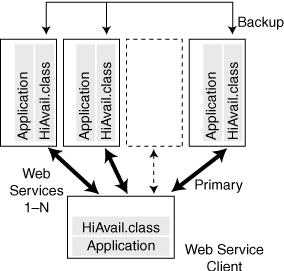 Backup
Application
HiAvail.class
Application
HiAvail.class
Application
HiAvail.class
Web
Services
1–N
Primary
HiAvail.class
Application
Web Service
Client